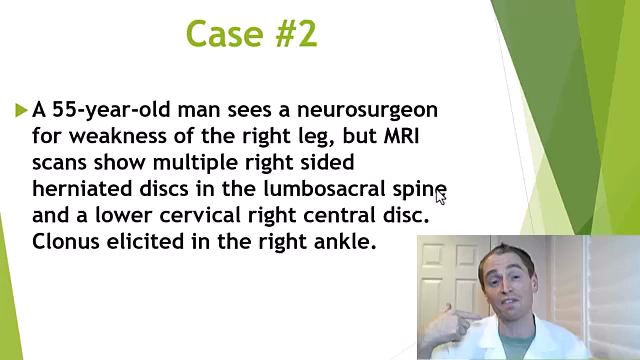 Case #2
A 55-year-old man sees a neurosurgeon
for weakness of the right leg, but MRI
scans show multiple right sided
herniated discs in the lumbosacral spine
and a lower cervical right central disc.
Clonus elicited in the right ankle.